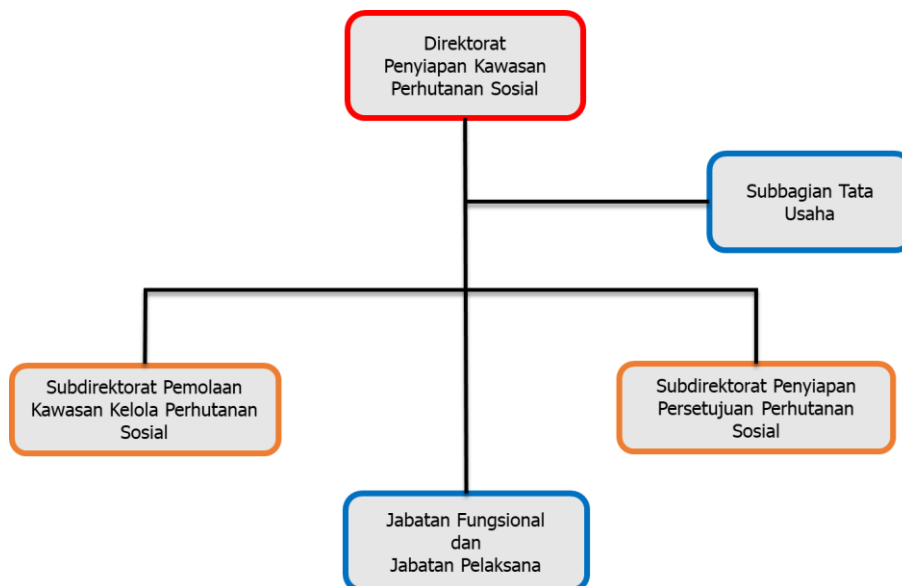 Direktorat
Penyiapan Kawasan
Perhutanan Sosial
Subbagian Tata
Usaha
Subdirektorat Pemolaan
Kawasan Kelola Perhutanan
Sosial
Subdirektorat Penyiapan
Persetujuan Perhutanan
Sosial
Jabatan Fungsional
dan
Jabatan Pelaksana